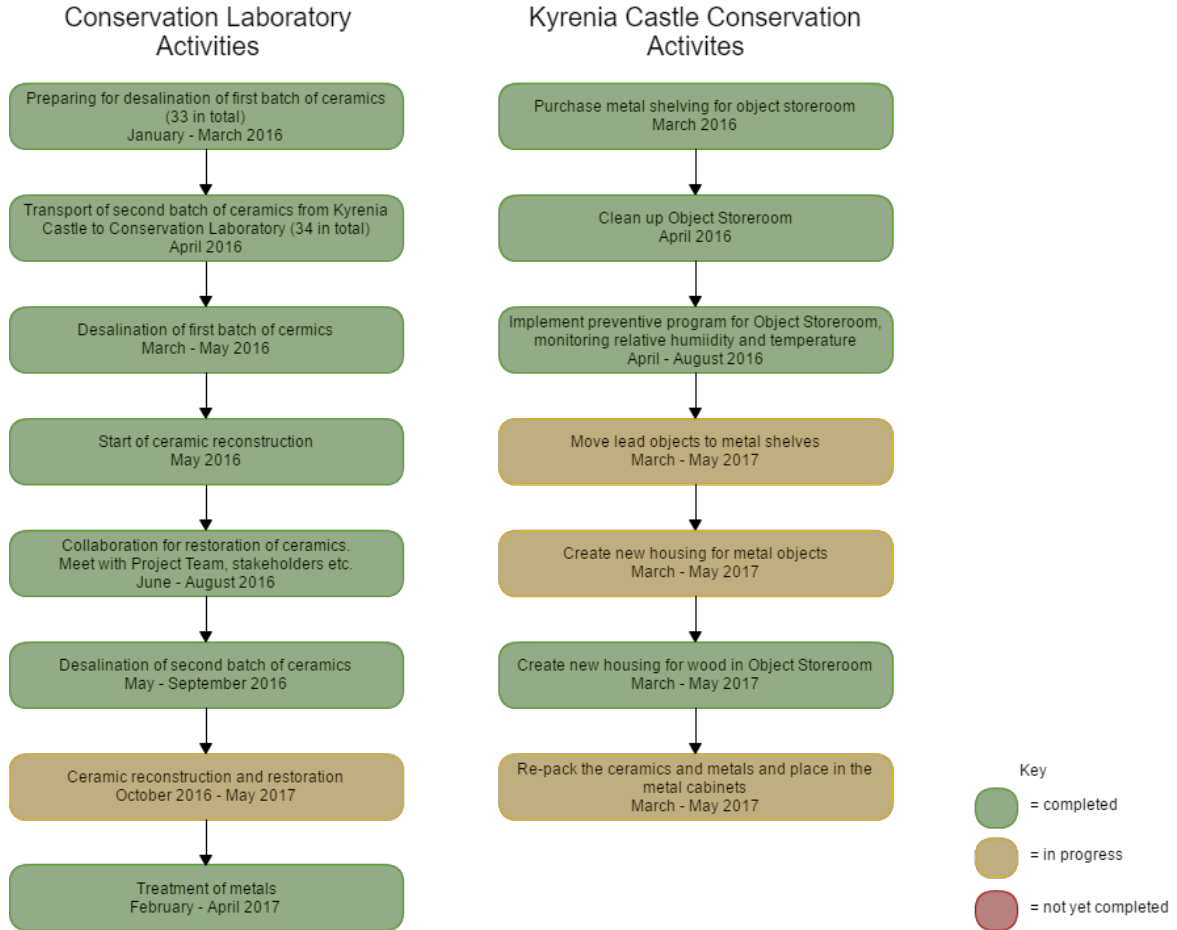 Conservation Laboratory
Activities
Preparing for desalination of first batch of ceramics
(33 in total)
January - March 2016
Transport of second batch of ceramics from Kyrenia
Castle to Conservation Laboratory (34 in total)
April 2016
Desalination of first batch of cermics
March - May 2016
Start of ceramic reconstruction
May 2016
Collaboration for restoration of ceramics.
Meet with Project Team, stakeholders etc.
June - August 2016
Desalination of second batch of ceramics
May - September 2016
Ceramic reconstruction and restoration
October 2016 - May 2017
Treatment of metals
February - April 2017
Kyrenia Castle Conservation
Activites
Purchase metal shelving for object storeroom
March 2016
Clean up Object Storeroom
April 2016
Implement preventive program for Object Storeroom,
monitoring relative humiidity and temperature
April - August 2016
Move lead objects to metal shelves
March - May 2017
Create new housing for metal objects
March - May 2017
Create new housing for wood in Object Storeroom
March - May 2017
Re-pack the ceramics and metals and place in the
metal cabinets
March - May 2017
Key
= completed
= in progress
= not yet completed